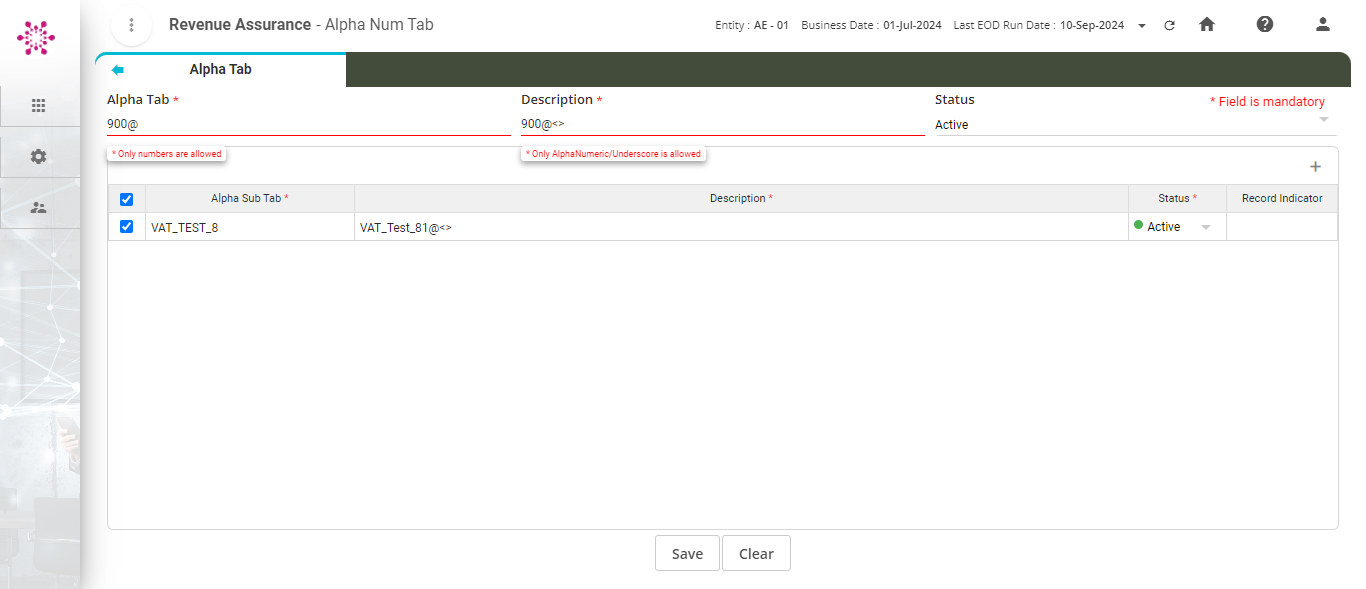 Revenue Assurance - Alpha Num Tab
Entity : AE - 01 Business Date : 01-Jul-2024 Last EOD Run Date : 10-Sep-2024
Alpha Tab
Alpha Tab * Description * Status * Field is mandatory
900@ 900@<> Active
* Only numbers are allowed * Only AlphaNumeric/Underscore is allowed
Alpha Sub Tab * Description * Status * Record Indicator
VAT_TEST_8 VAT_Test_81@<> Active
Save Clear